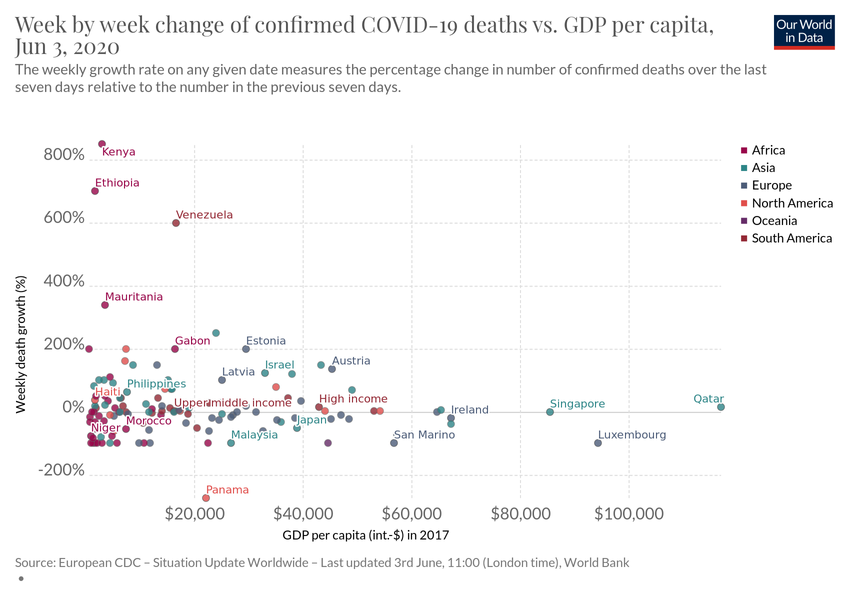 Week by week change of confirmed COVID-19 deaths vs. GDP per capita,
Jun 3, 2020
Our World
in Data
The weekly growth rate on any given date measures the percentage change in number of confirmed deaths over the last
seven days relative to the number in the previous seven days.
800%
Kenya
Africa
Asia
Ethiopia
Europe
North America
600%
Venezuela
Oceania
South America
400%
Mauritania
Weekly death growth (%)
200%
Gabon
Estonia
Latvia
Israel
Austria
Haiti
Philippines
Upper middle income
High income
Qatar
0%
Singapore
Niger
Morocco
Japan
Ireland
Malaysia
San Marino
Luxembourg
-200%
Panama
$20,000
$40,000
$60,000
$80,000
$100,000
GDP per capita (int.-$) in 2017
Source: European CDC – Situation Update Worldwide – Last updated 3rd June, 11:00 (London time), World Bank